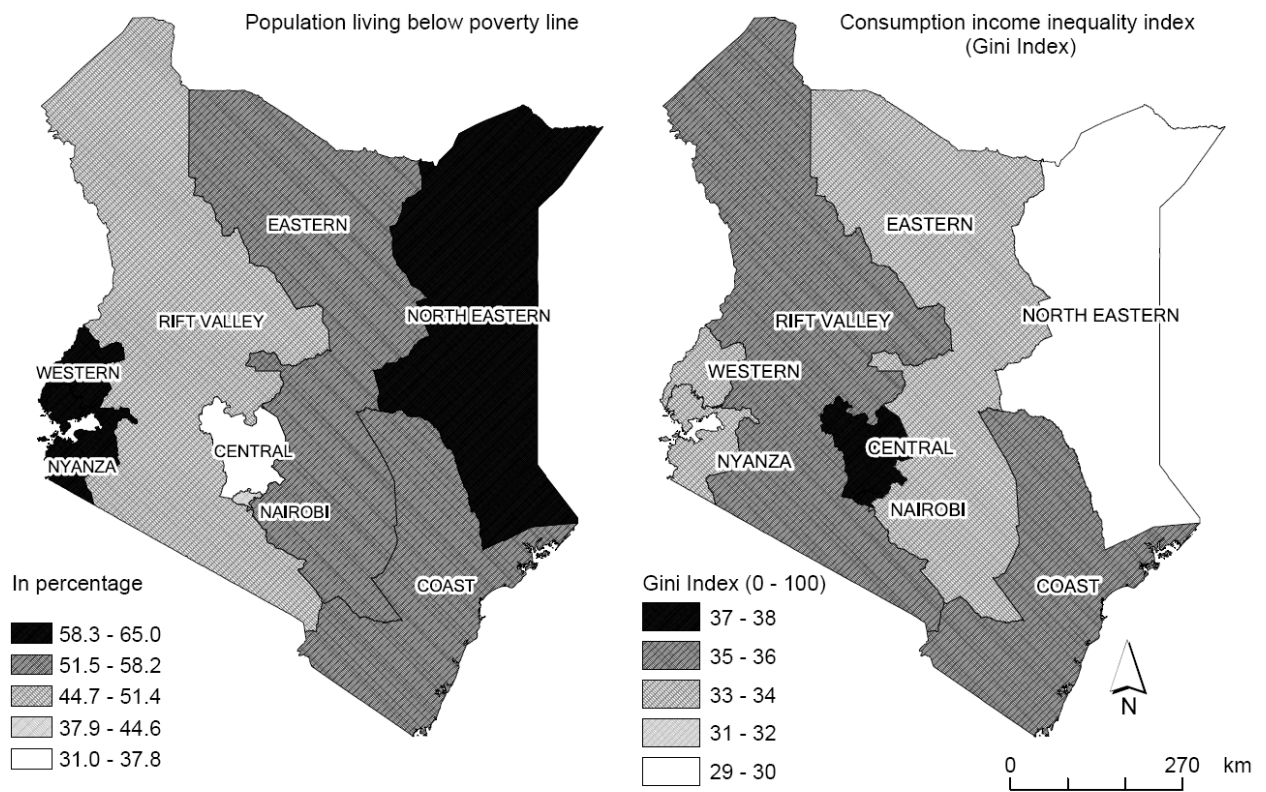 Population living below poverty line
EASTERN
RIFT VALLEY
NORTH EASTERN
WESTERN
CENTRAL
NYANZA
NAIROBI
COAST
In percentage
58.3 - 65.0
51.5 - 58.2
44.7 - 51.4
37.9 - 44.6
31.0 - 37.8
Consumption income inequality index
(Gini Index)
EASTERN
NORTH EASTERN
RIFT VALLEY
WESTERN
CENTRAL
NYANZA
NAIROBI
COAST
Gini Index (0 - 100)
37 - 38
35 - 36
33 - 34
31 - 32
29 - 30
N
0 270 km